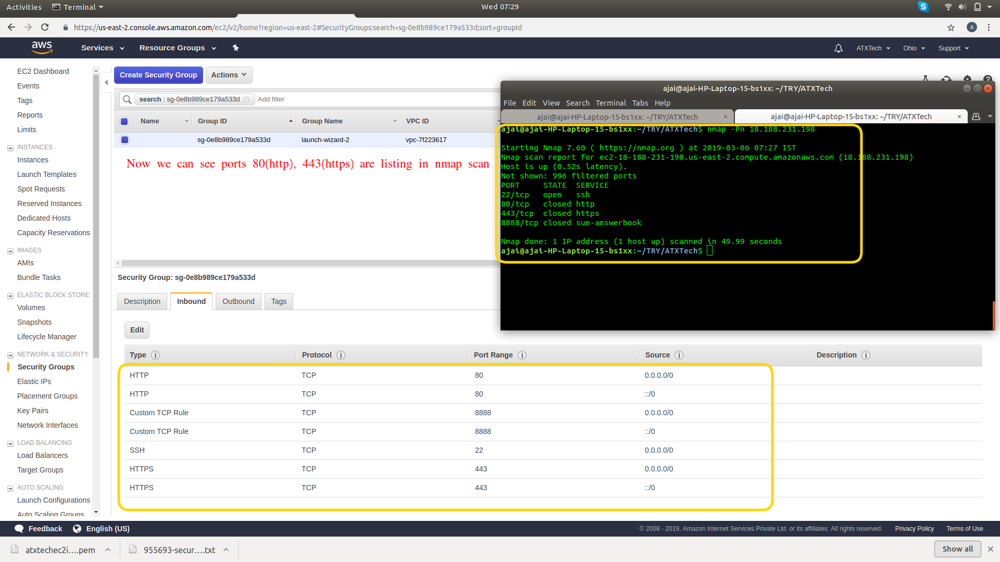 Activities Terminal Wed 07:29
https://us-east-2.console.aws.amazon.com/ec2/v2/home?region=us-east-2#SecurityGroups:search=sg-0e8b989ce179a533d;sort=groupId A
aws Services Resource Groups ATXTech Ohio Support
EC2 Dashboard
Events
Tags
Reports
Limits
INSTANCES
Instances
Launch Templates
Spot Requests
Reserved Instances
Dedicated Hosts
Capacity Reservations
IMAGES
AMIs
Bundle Tasks
ELASTIC BLOCK STORE
Volumes
Snapshots
Lifecycle Manager
NETWORK & SECURITY
Security Groups
Elastic IPs
Placement Groups
Key Pairs
Network Interfaces
LOAD BALANCING
Load Balancers
Target Groups
AUTO SCALING
Launch Configurations
Auto Scaling Groups
Create Security Group Actions
search : sg-0e8b989ce179a533d Add filter
Name Group ID Group Name VPC ID
sg-0e8b989ce179a533d launch-wizard-2 vpc-7f223617
Now we can see ports 80(http), 443(https) are listing in nmap scan
ajai@ajai-HP-Laptop-15-bs1xx: ~/TRY/ATXTech
File Edit View Search Terminal Tabs Help
ajai@ajai-HP-Laptop-15-bs1xx: ~/TRY/ATXTech × ajai@ajai-HP-Laptop-15-bs1xx: ~/TRY/ATXTech ×
ajai@ajai-HP-Laptop-15-bs1xx:~/TRY/ATXTech$ nmap -Pn 18.188.231.198
Starting Nmap 7.60 ( https://nmap.org ) at 2019-03-06 07:27 IST
Nmap scan report for ec2-18-188-231-198.us-east-2.compute.amazonaws.com (18.188.231.198)
Host is up (0.52s latency).
Not shown: 996 filtered ports
PORT STATE SERVICE
22/tcp open ssh
80/tcp closed http
443/tcp closed https
8888/tcp closed sun-answerbook
Nmap done: 1 IP address (1 host up) scanned in 49.99 seconds
ajai@ajai-HP-Laptop-15-bs1xx:~/TRY/ATXTech$
Security Group: sg-0e8b989ce179a533d
Description Inbound Outbound Tags
Edit
Type Protocol Port Range Source Description
HTTP TCP 80 0.0.0.0/0
HTTP TCP 80 ::/0
Custom TCP Rule TCP 8888 0.0.0.0/0
Custom TCP Rule TCP 8888 ::/0
SSH TCP 22 0.0.0.0/0
HTTPS TCP 443 0.0.0.0/0
HTTPS TCP 443 ::/0
Feedback English (US) © 2008 - 2019, Amazon Internet Services Private Ltd. or its affiliates. All rights reserved. Privacy Policy Terms of Use
atxtechec2i....pem 955693-secur....txt Show all